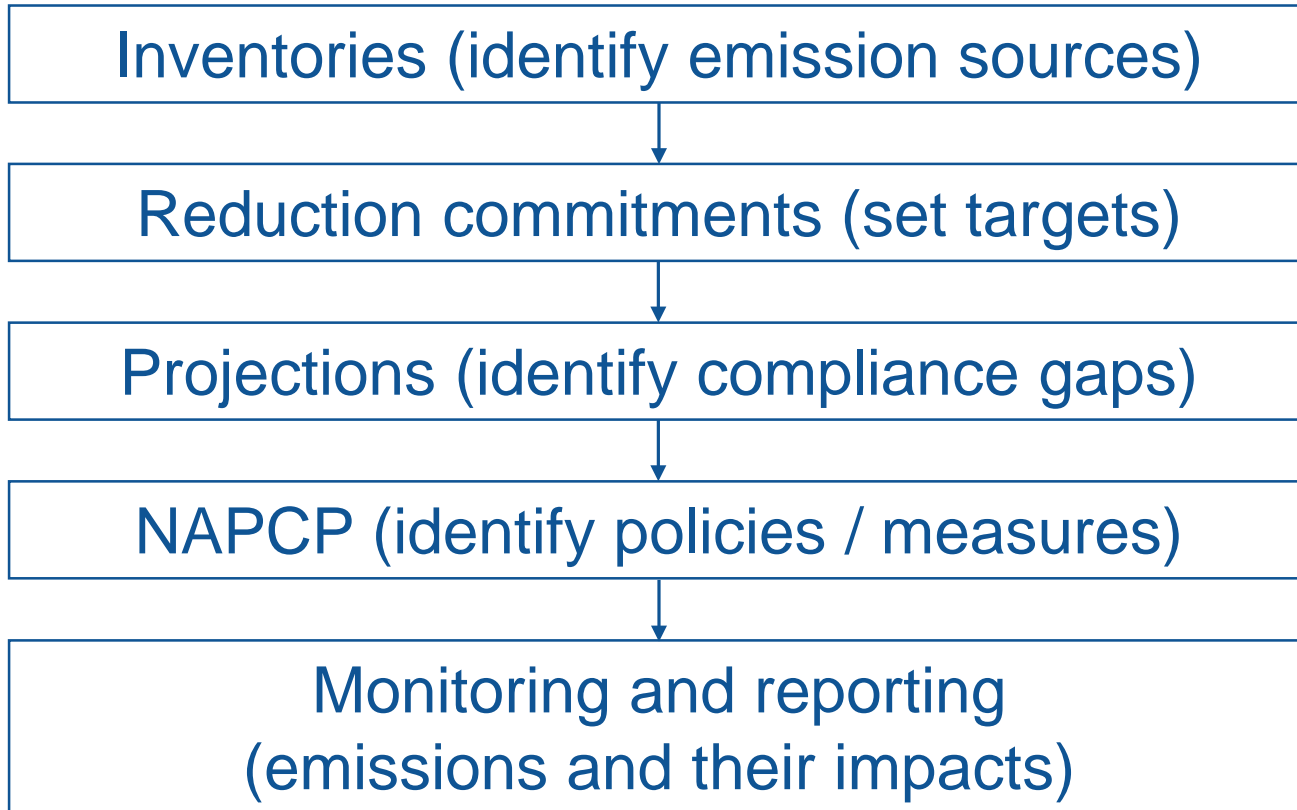 Inventories (identify emission sources)
Reduction commitments (set targets)
Projections (identify compliance gaps)
NAPCP (identify policies / measures)
Monitoring and reporting
(emissions and their impacts)